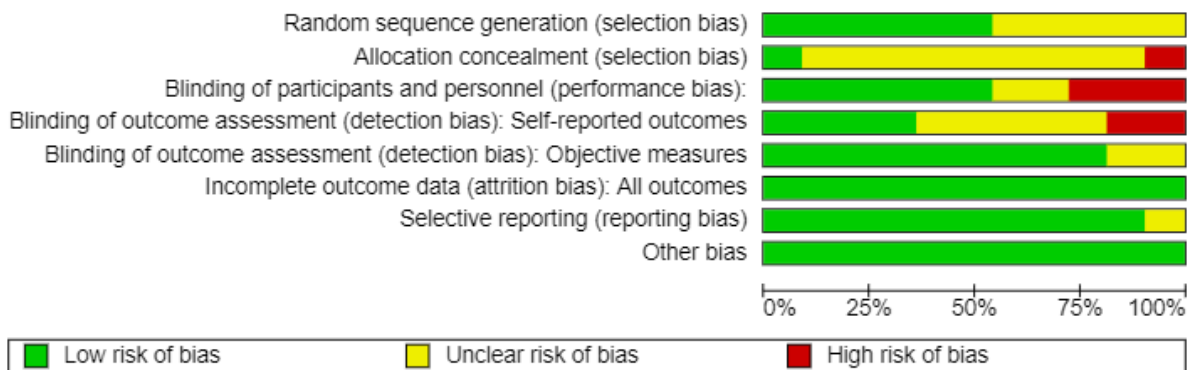 Random sequence generation (selection bias)
Allocation concealment (selection bias)
Blinding of participants and personnel (performance bias):
Blinding of outcome assessment (detection bias): Self-reported outcomes
Blinding of outcome assessment (detection bias): Objective measures
Incomplete outcome data (attrition bias): All outcomes
Selective reporting (reporting bias)
Other bias
0% 25% 50% 75% 100%
Low risk of bias Unclear risk of bias High risk of bias